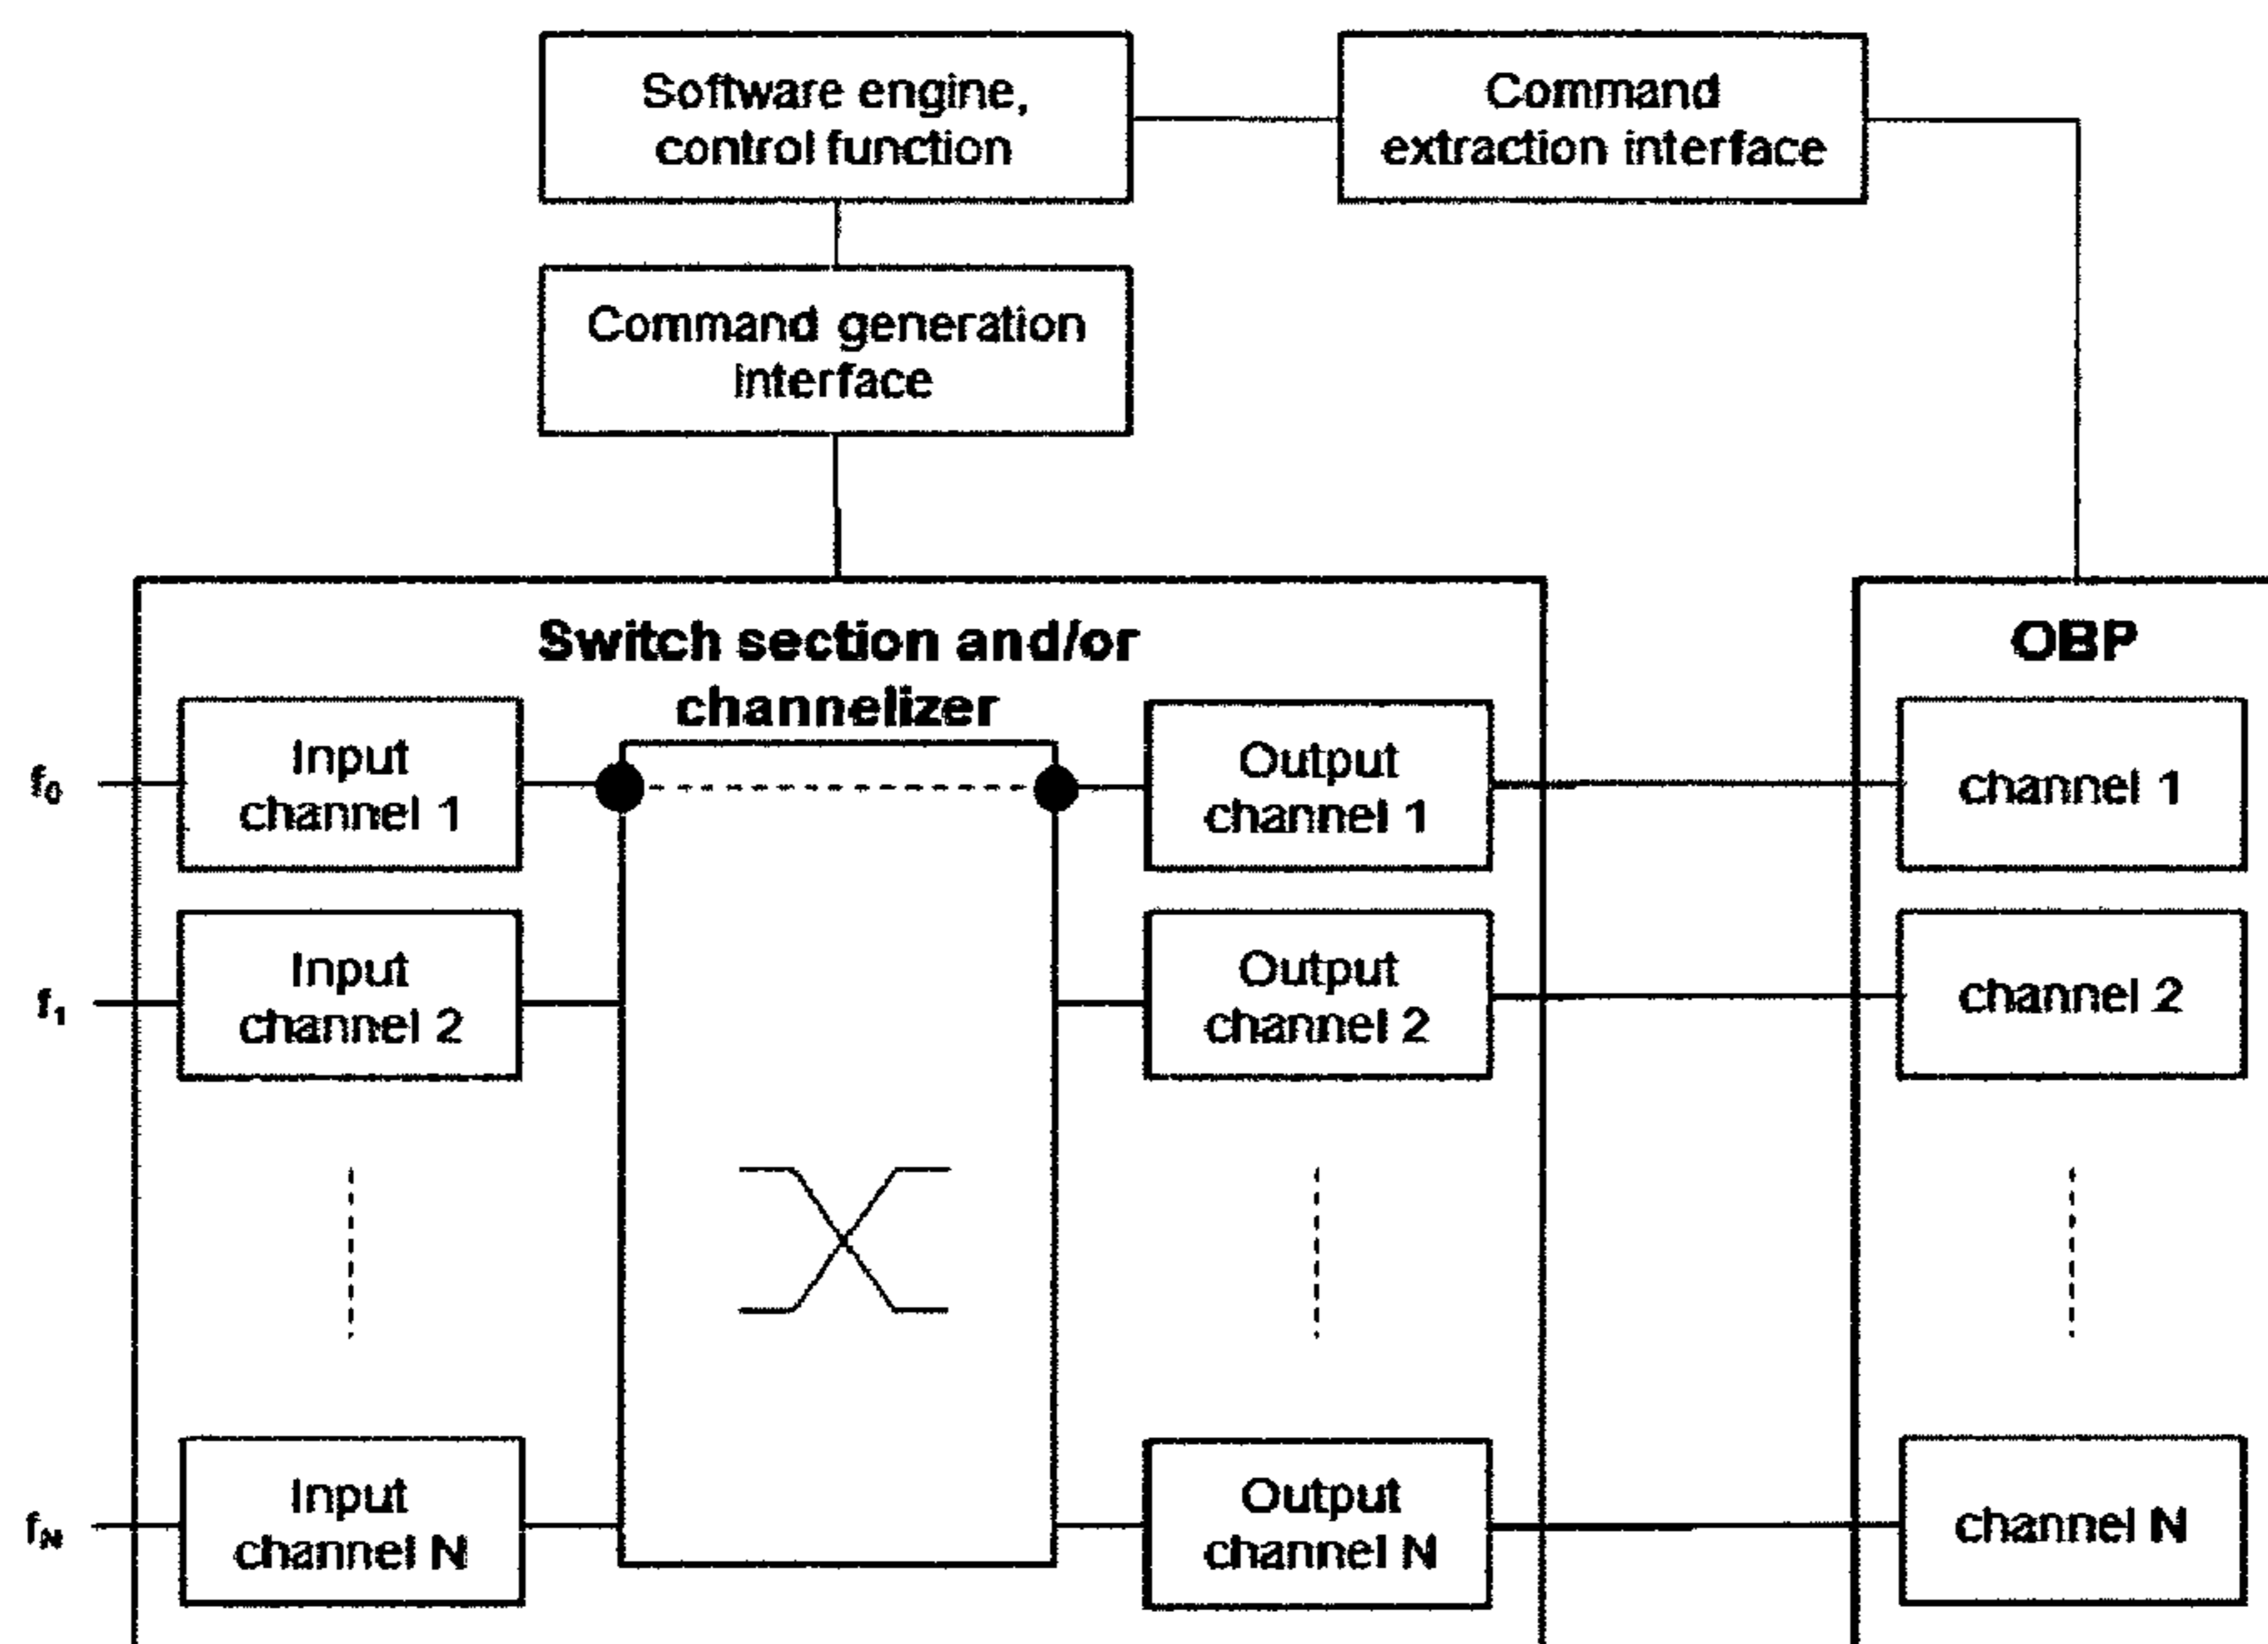 Software engine,
control function
Command
extraction interface
Command generation
interface
Switch section and/or
channelizer
OBP
f₀
Input
channel 1
Output
channel 1
channel 1
f₁
Input
channel 2
Output
channel 2
channel 2
f_N
Input
channel N
Output
channel N
channel N